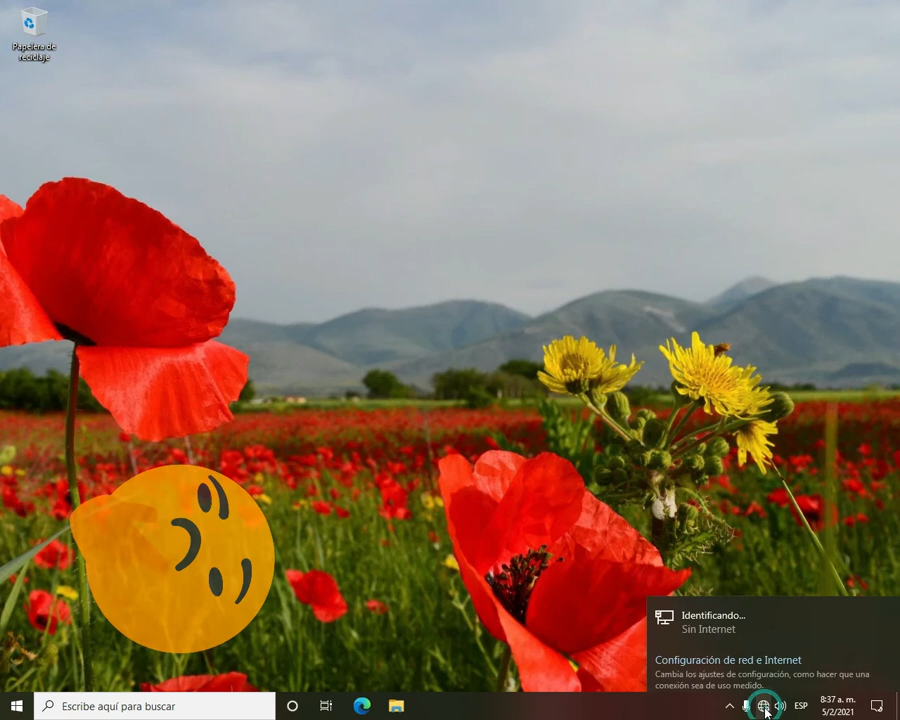 Papelera de
reciclaje
Identificando...
Sin Internet
Configuración de red e Internet
Cambia los ajustes de configuración, como hacer que una
conexión sea de uso medido.
Escribe aquí para buscar
ESP
8:37 a. m.
5/2/2021